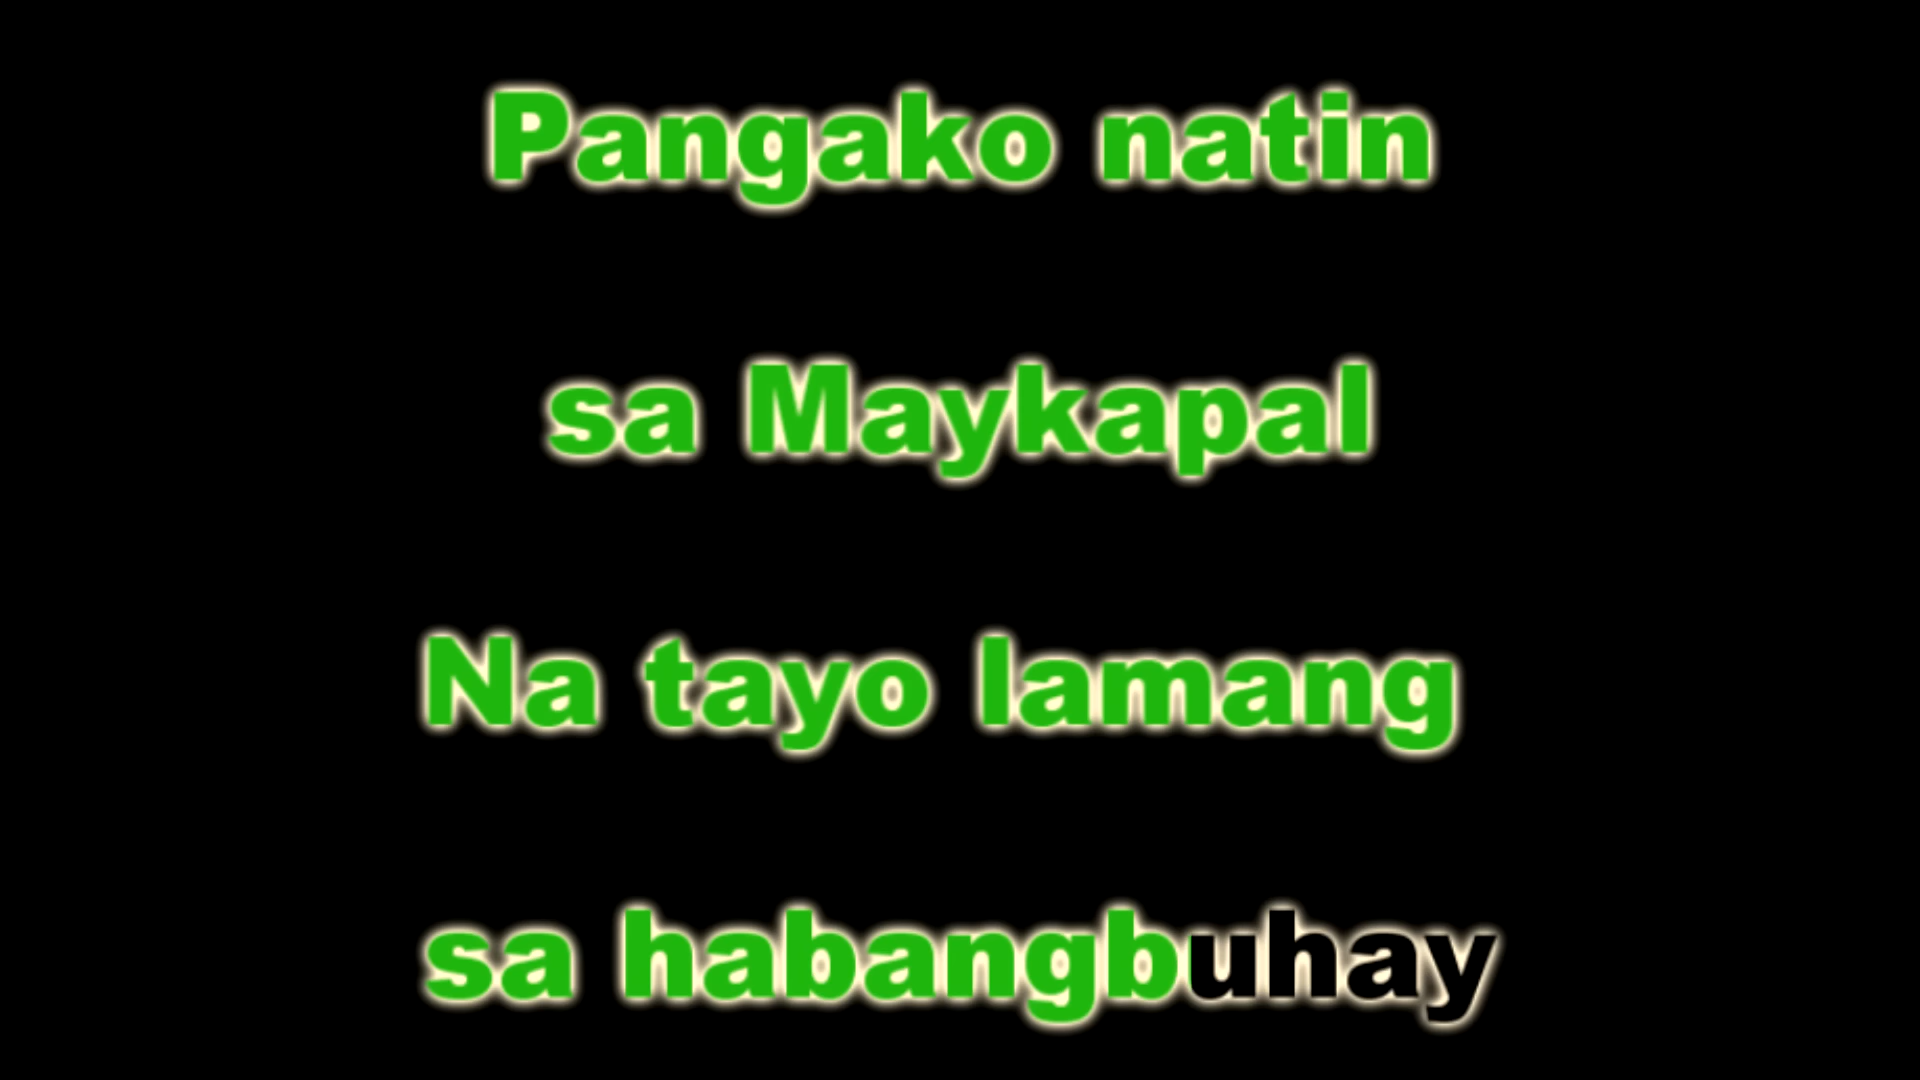 Pangako natin
sa Maykapal
Na tayo lamang
sa habangbuhay